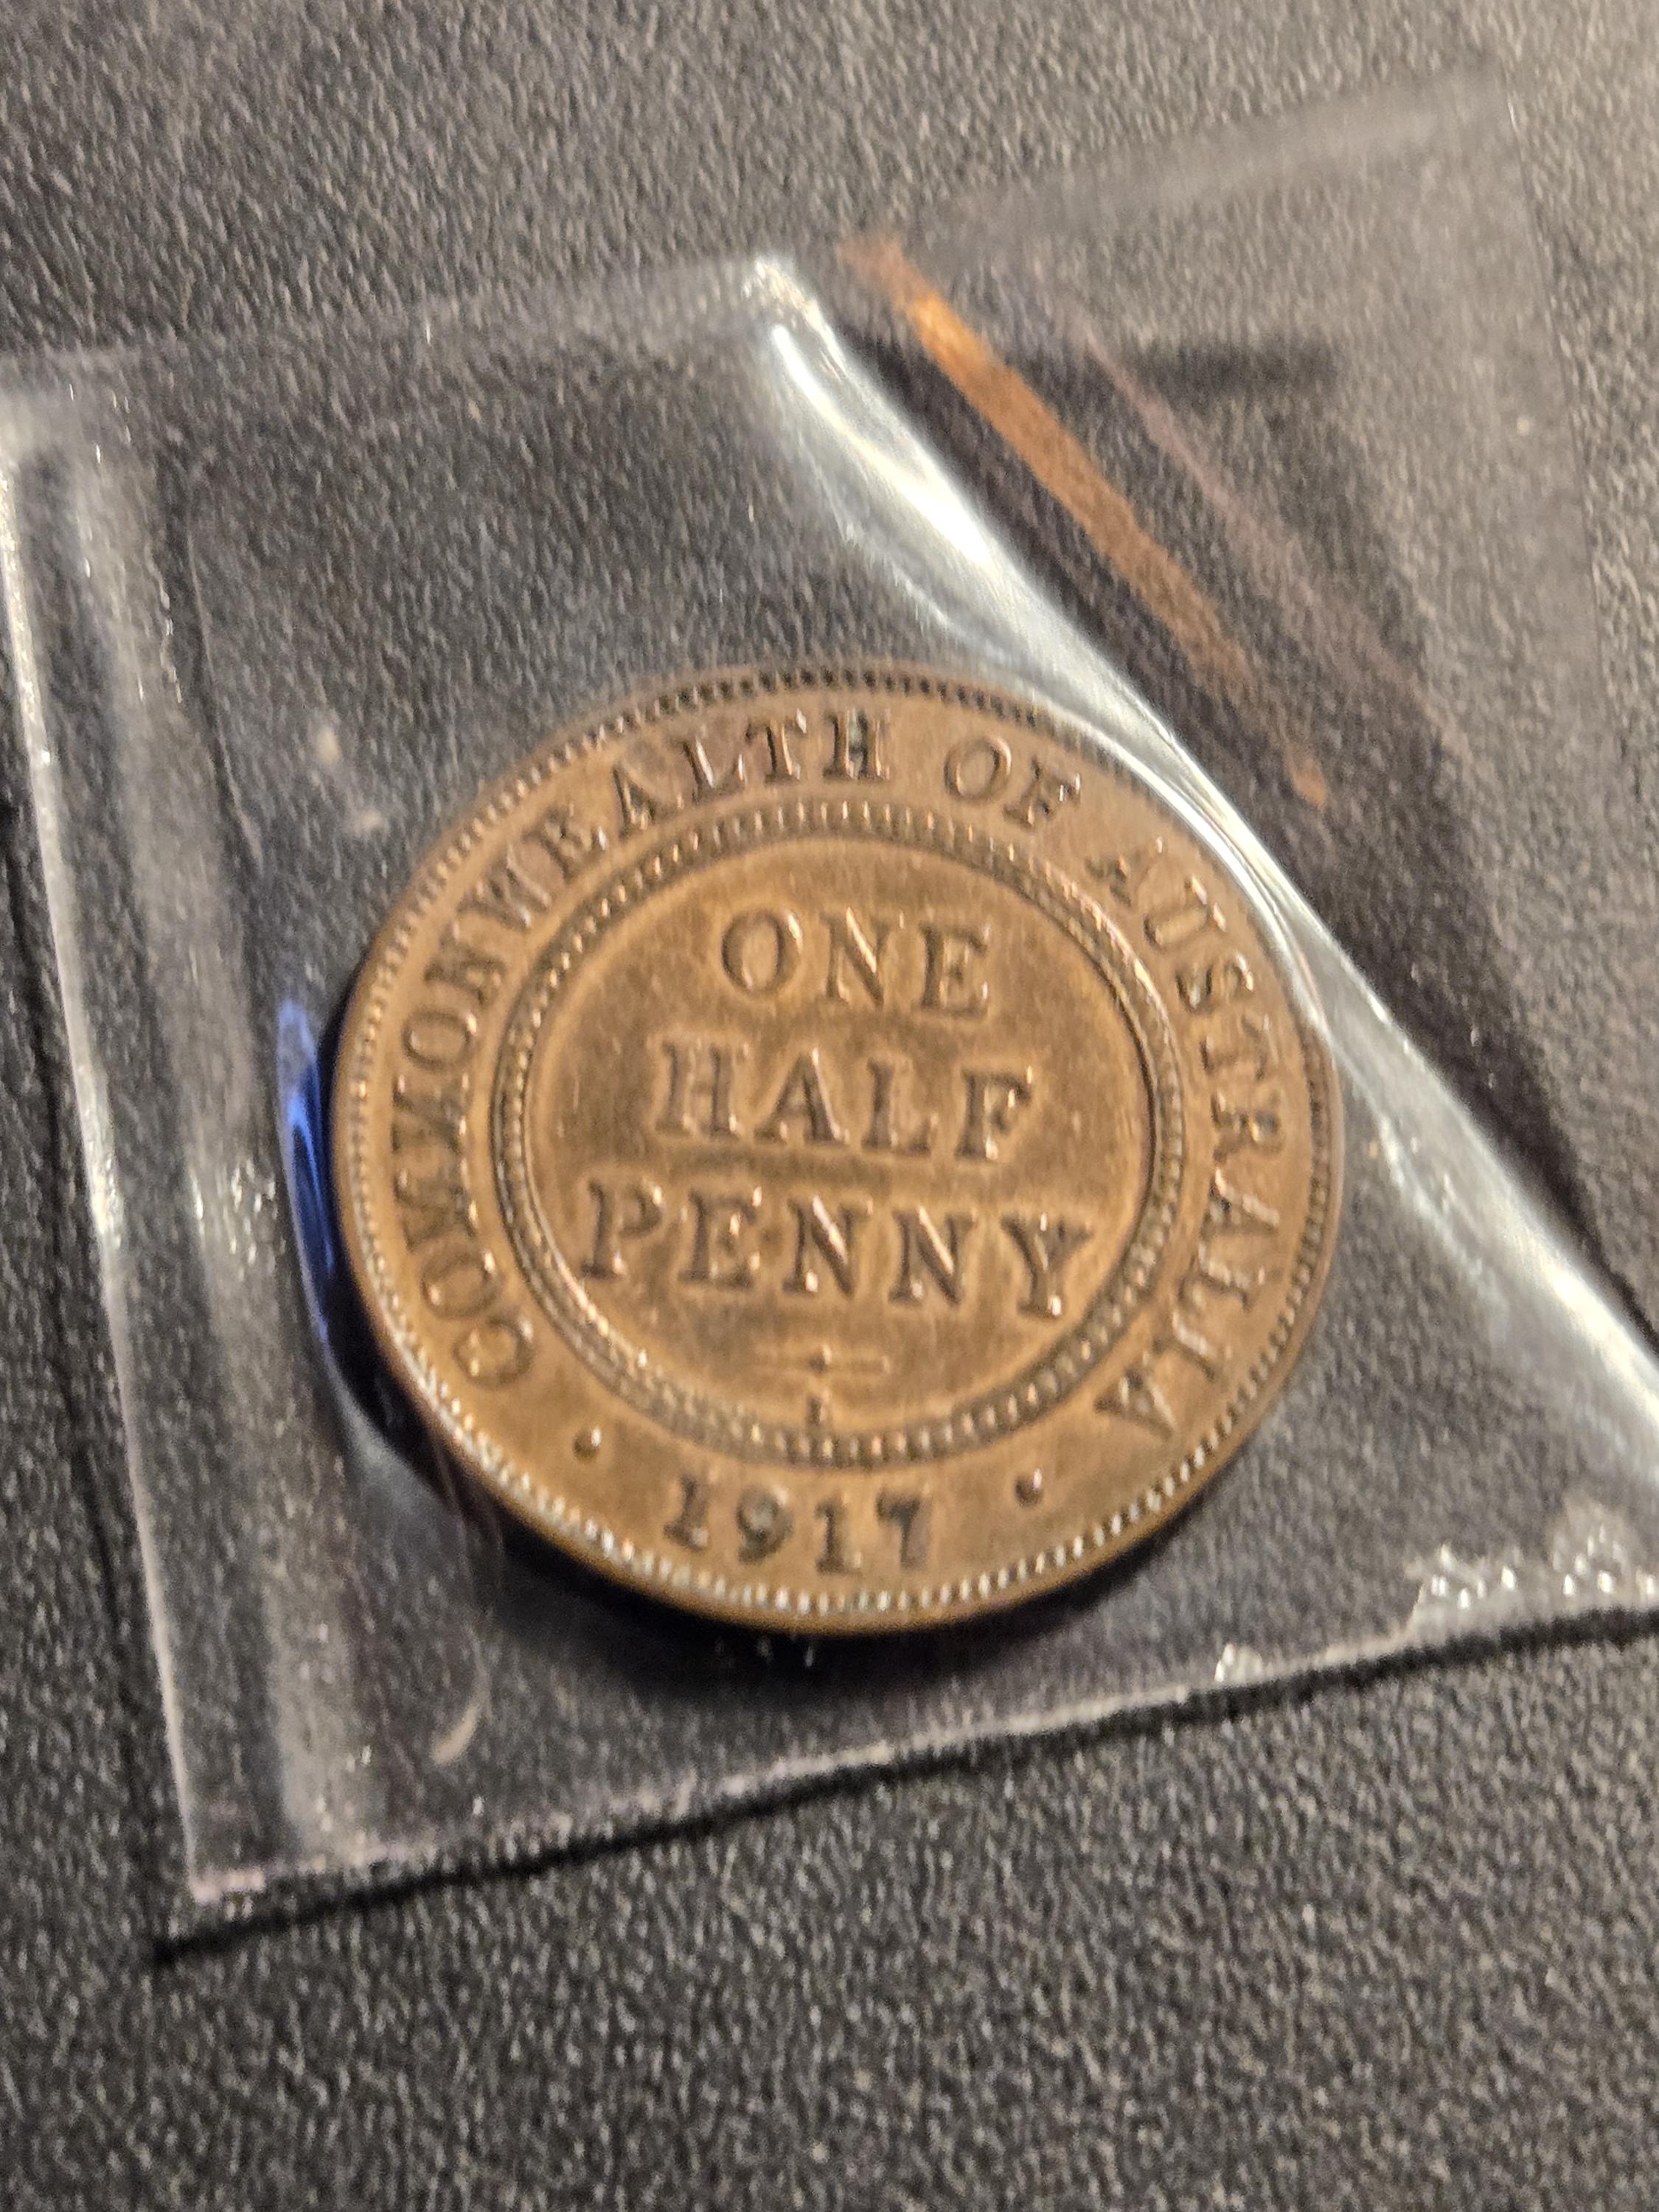 COMMONWEALTH OF AUSTRALIA
ONE
HALF
PENNY
I
· 1917 ·